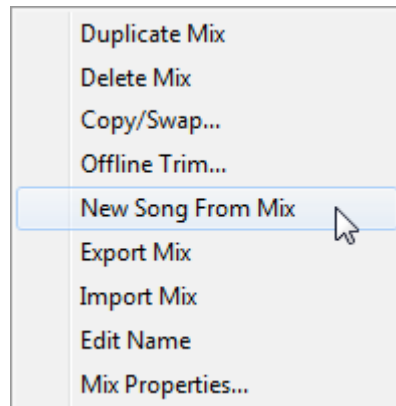 Duplicate Mix
Delete Mix
Copy/Swap...
Offline Trim...
New Song From Mix
Export Mix
Import Mix
Edit Name
Mix Properties...